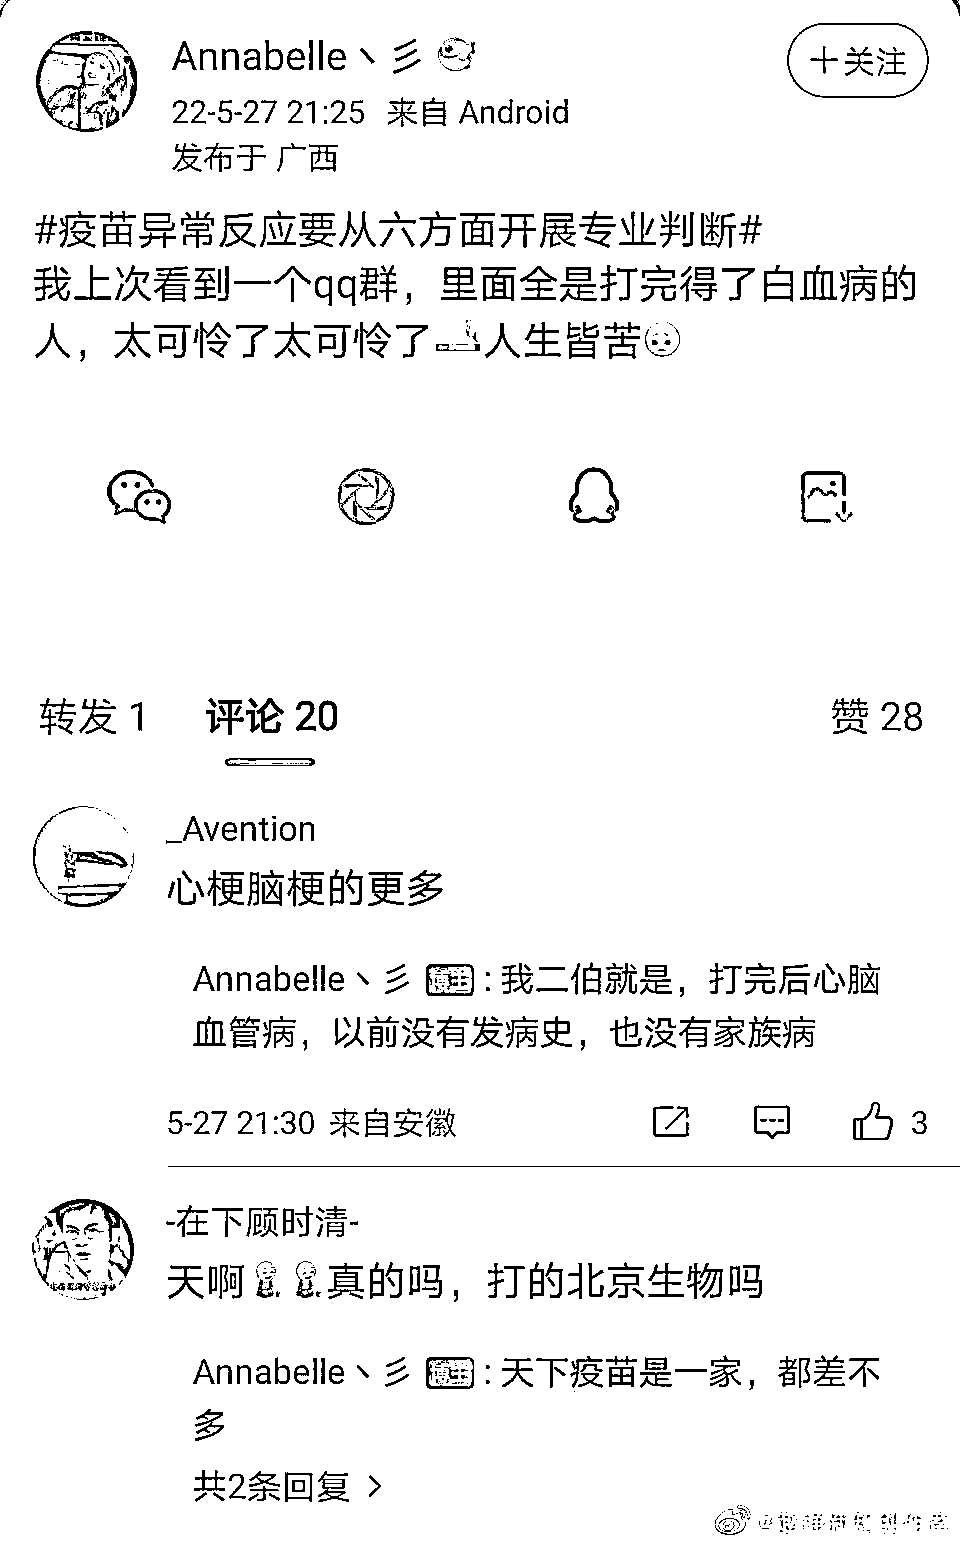 Annabelle丶彡
十关注
22-5-27 21:25 来自 Android
发布于 广西
#疫苗异常反应要从六方面开展专业判断#
我上次看到一个qq群，里面全是打完得了白血病的
人，太可怜了太可怜了人生皆苦
转发 1 评论 20 赞 28
_Avention
心梗脑梗的更多
Annabelle丶彡 : 我二伯就是，打完后心脑
血管病，以前没有发病史，也没有家族病
5-27 21:30 来自安徽 3
-在下顾时清-
天啊真的吗，打的北京生物吗
Annabelle丶彡 : 天下疫苗是一家，都差不
多
共2条回复 >